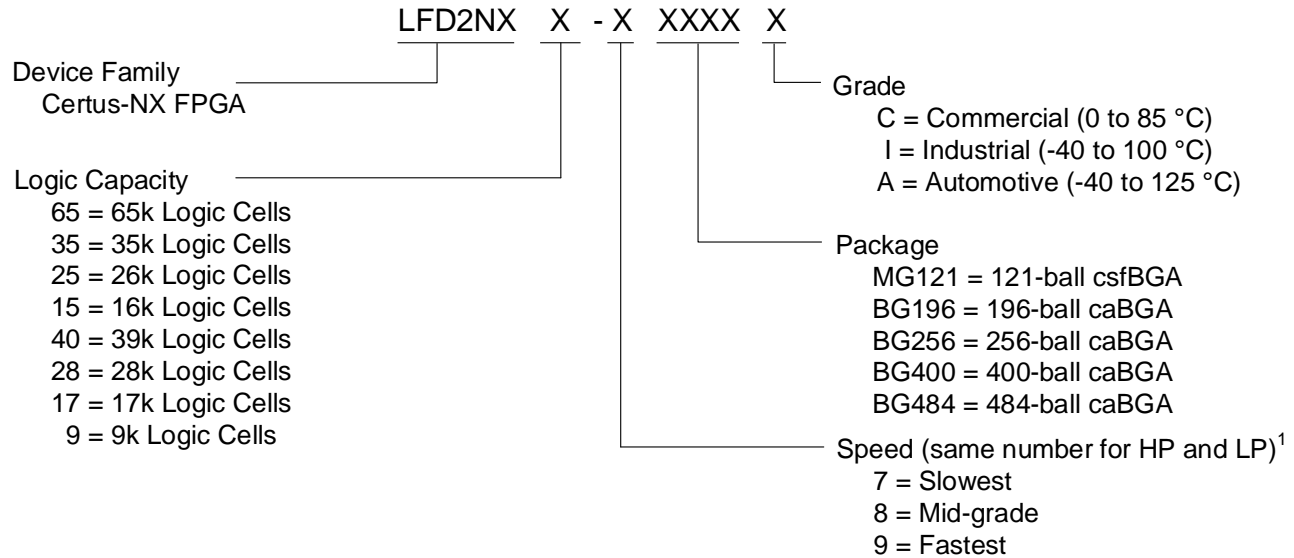 LFD2NX X - X XXXX X
Device Family
Certus-NX FPGA
Logic Capacity
65 = 65k Logic Cells
35 = 35k Logic Cells
25 = 26k Logic Cells
15 = 16k Logic Cells
40 = 39k Logic Cells
28 = 28k Logic Cells
17 = 17k Logic Cells
9 = 9k Logic Cells
Grade
C = Commercial (0 to 85 °C)
I = Industrial (-40 to 100 °C)
A = Automotive (-40 to 125 °C)
Package
MG121 = 121-ball csfBGA
BG196 = 196-ball caBGA
BG256 = 256-ball caBGA
BG400 = 400-ball caBGA
BG484 = 484-ball caBGA
Speed (same number for HP and LP)¹
7 = Slowest
8 = Mid-grade
9 = Fastest